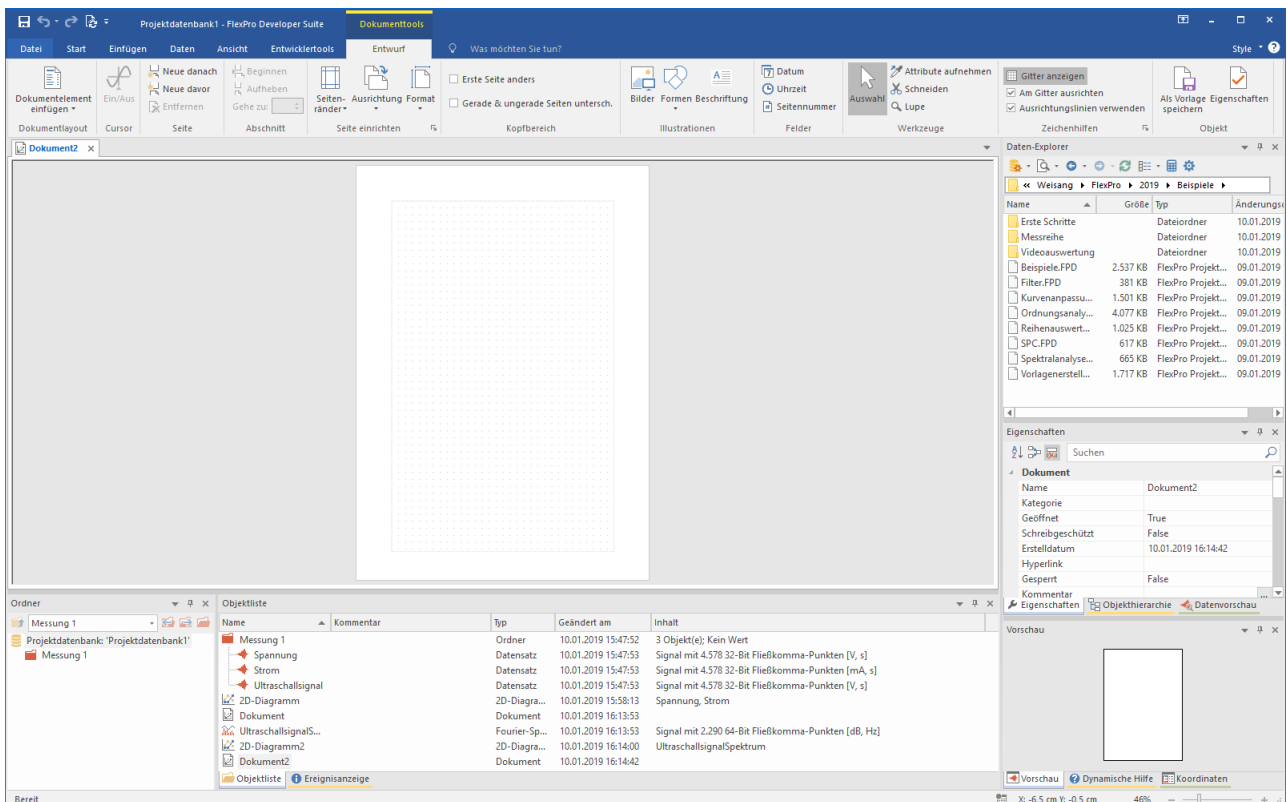 Projektdatenbank1 - FlexPro Developer Suite Dokumenttools
Datei Start Einfügen Daten Ansicht Entwicklertools Entwurf Was möchten Sie tun? Style
Dokumentelement einfügen
Dokumentlayout
Ein/Aus
Cursor
Neue danach
Neue davor
Entfernen
Seite
Beginnen
Aufheben
Gehe zu:
Abschnitt
Seiten-
ränder
Ausrichtung
Format
Seite einrichten
Erste Seite anders
Gerade & ungerade Seiten untersch.
Kopfbereich
Bilder Formen Beschriftung
Illustrationen
Datum
Uhrzeit
Seitennummer
Felder
Auswahl
Attribute aufnehmen
Schneiden
Lupe
Werkzeuge
Gitter anzeigen
Am Gitter ausrichten
Ausrichtungslinien verwenden
Zeichenhilfen
Als Vorlage speichern
Eigenschaften
Objekt
Dokument2
Daten-Explorer
« Weisang FlexPro 2019 Beispiele
Name Größe Typ Änderungsd
Erste Schritte Dateiordner 10.01.2019
Messreihe Dateiordner 10.01.2019
Videoauswertung Dateiordner 10.01.2019
Beispiele.FPD 2.537 KB FlexPro Projekt... 09.01.2019
Filter.FPD 381 KB FlexPro Projekt... 09.01.2019
Kurvenanpassu... 1.501 KB FlexPro Projekt... 09.01.2019
Ordnungsanaly... 4.077 KB FlexPro Projekt... 09.01.2019
Reihenauswert... 1.025 KB FlexPro Projekt... 09.01.2019
SPC.FPD 617 KB FlexPro Projekt... 09.01.2019
Spektralanalyse... 665 KB FlexPro Projekt... 09.01.2019
Vorlagenerstell... 1.717 KB FlexPro Projekt... 09.01.2019
Eigenschaften
Suchen
Dokument
Name Dokument2
Kategorie
Geöffnet True
Schreibgeschützt False
Erstelldatum 10.01.2019 16:14:42
Hyperlink
Gesperrt False
Kommentar ...
Eigenschaften Objekthierarchie Datenvorschau
Ordner
Messung 1
Projektdatenbank: 'Projektdatenbank1'
Messung 1
Objektliste
Name Kommentar Typ Geändert am Inhalt
Messung 1 Ordner 10.01.2019 15:47:52 3 Objekt(e); Kein Wert
Spannung Datensatz 10.01.2019 15:47:53 Signal mit 4.578 32-Bit Fließkomma-Punkten [V, s]
Strom Datensatz 10.01.2019 15:47:53 Signal mit 4.578 32-Bit Fließkomma-Punkten [mA, s]
Ultraschallsignal Datensatz 10.01.2019 15:47:53 Signal mit 4.578 32-Bit Fließkomma-Punkten [V, s]
2D-Diagramm 2D-Diagra... 10.01.2019 15:58:13 Spannung, Strom
Dokument Dokument 10.01.2019 16:13:53
UltraschallsignalS... Fourier-Sp... 10.01.2019 16:13:53 Signal mit 2.290 64-Bit Fließkomma-Punkten [dB, Hz]
2D-Diagramm2 2D-Diagra... 10.01.2019 16:14:00 UltraschallsignalSpektrum
Dokument2 Dokument 10.01.2019 16:14:42
Objektliste Ereignisanzeige
Vorschau
Vorschau Dynamische Hilfe Koordinaten
Bereit X: -6.5 cm Y: -0.5 cm 46%